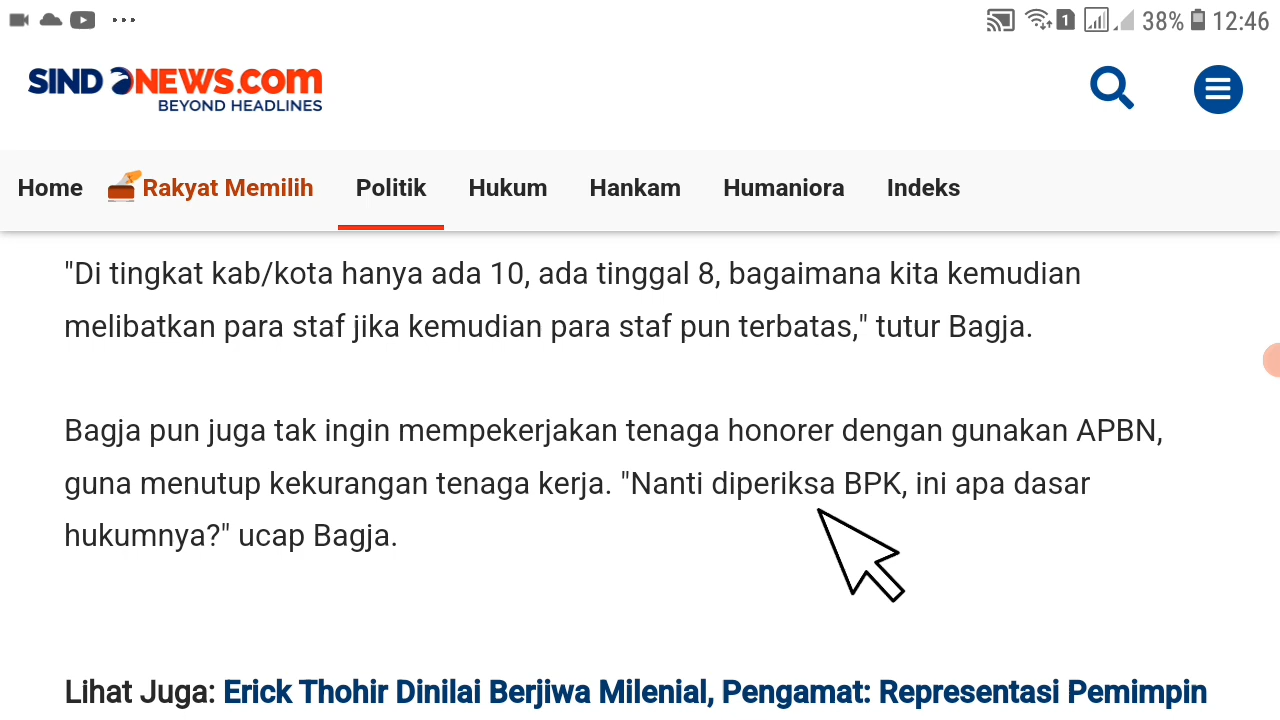 1 38% 12:46
SINDONEWS.com
BEYOND HEADLINES
Home Rakyat Memilih Politik Hukum Hankam Humaniora Indeks
"Di tingkat kab/kota hanya ada 10, ada tinggal 8, bagaimana kita kemudian
melibatkan para staf jika kemudian para staf pun terbatas," tutur Bagja.
Bagja pun juga tak ingin mempekerjakan tenaga honorer dengan gunakan APBN,
guna menutup kekurangan tenaga kerja. "Nanti diperiksa BPK, ini apa dasar
hukumnya?" ucap Bagja.
Lihat Juga: Erick Thohir Dinilai Berjiwa Milenial, Pengamat: Representasi Pemimpin